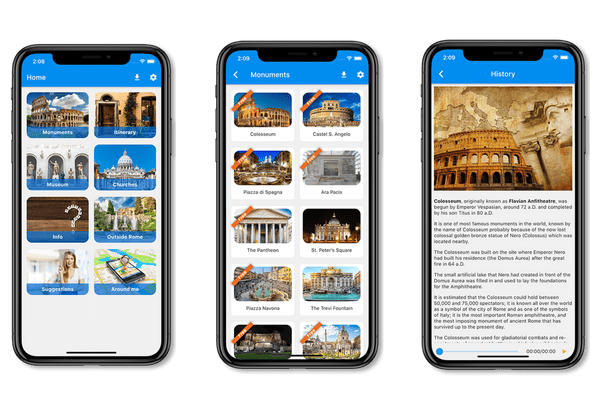 2:08
Home
Monuments
Itinerary
Museum
Churches
Info
Outside Rome
Suggestions
Around me
2:09
Monuments
Colosseum
Castel S. Angelo
Piazza di Spagna
Ara Pacis
The Pantheon
St. Peter's Square
Piazza Navona
The Trevi Fountain
2:08
History
Colosseum, originally known as Flavian Anfitheatre, was
begun by Emperor Vespasian, around 72 a.D. and completed
by his son Titus in 80 a.D.
It is one of most famous monuments in the world, known by
the name of Colosseum probably because of the now lost
colossal golden bronze statue of Nero (Colossus) which was
located nearby.
The Colosseum was built on the site where Emperor Nero
had built his residence (the Domus Aurea) after the great
fire in 64 a.D.
The small artificial lake that Nero had created in front of the
Domus Aurea was filled in and used to lay the foundations
for the Amphitheatre.
It is estimated that the Colosseum could hold between
50,000 and 75,000 spectators; it is known all over the world
as a symbol of the city of Rome and as one of the symbols
of Italy; it is the most important Roman amphitheatre, and
the most imposing monument of ancient Rome that has
survived up to the present day.
The Colosseum was used for gladiatorial combats and re-
00:00/00:00